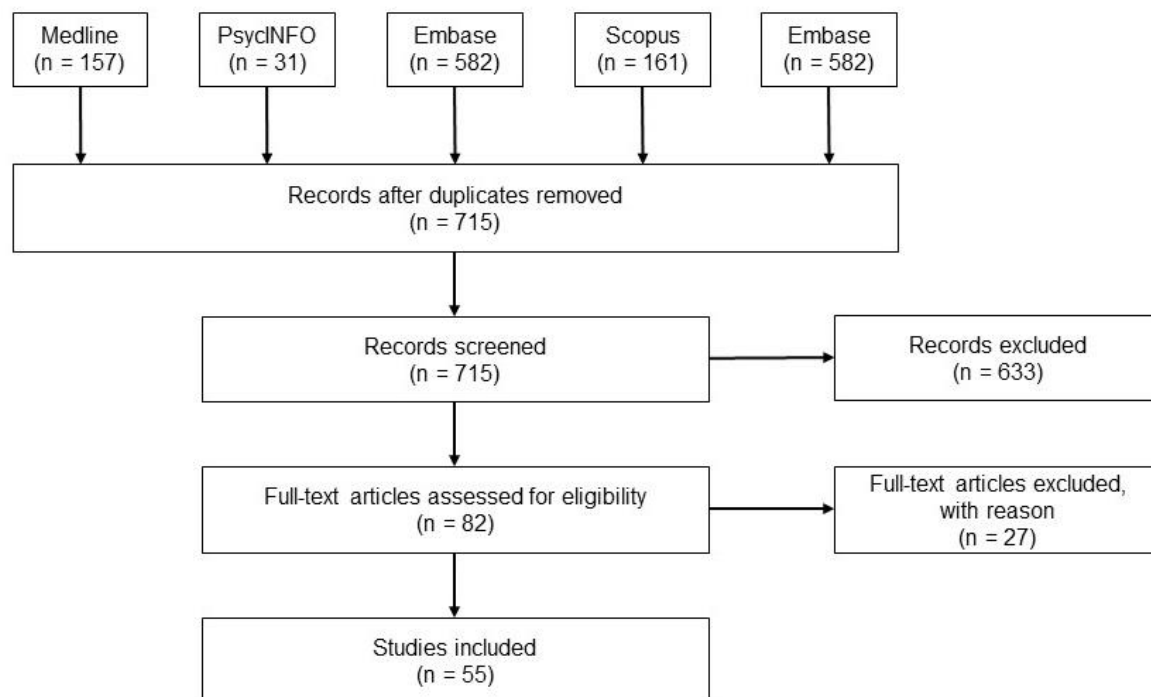 Medline
(n = 157)
PsycINFO
(n = 31)
Embase
(n = 582)
Scopus
(n = 161)
Embase
(n = 582)
Records after duplicates removed
(n = 715)
Records screened
(n = 715)
Records excluded
(n = 633)
Full-text articles assessed for eligibility
(n = 82)
Full-text articles excluded,
with reason
(n = 27)
Studies included
(n = 55)